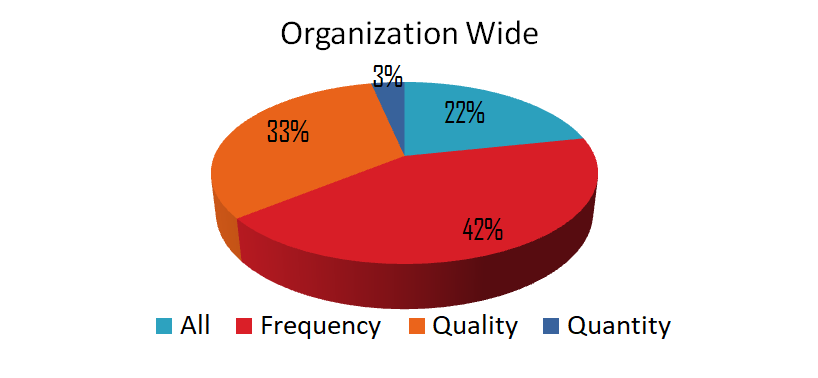 Organization Wide
3%
22%
33%
42%
All Frequency Quality Quantity